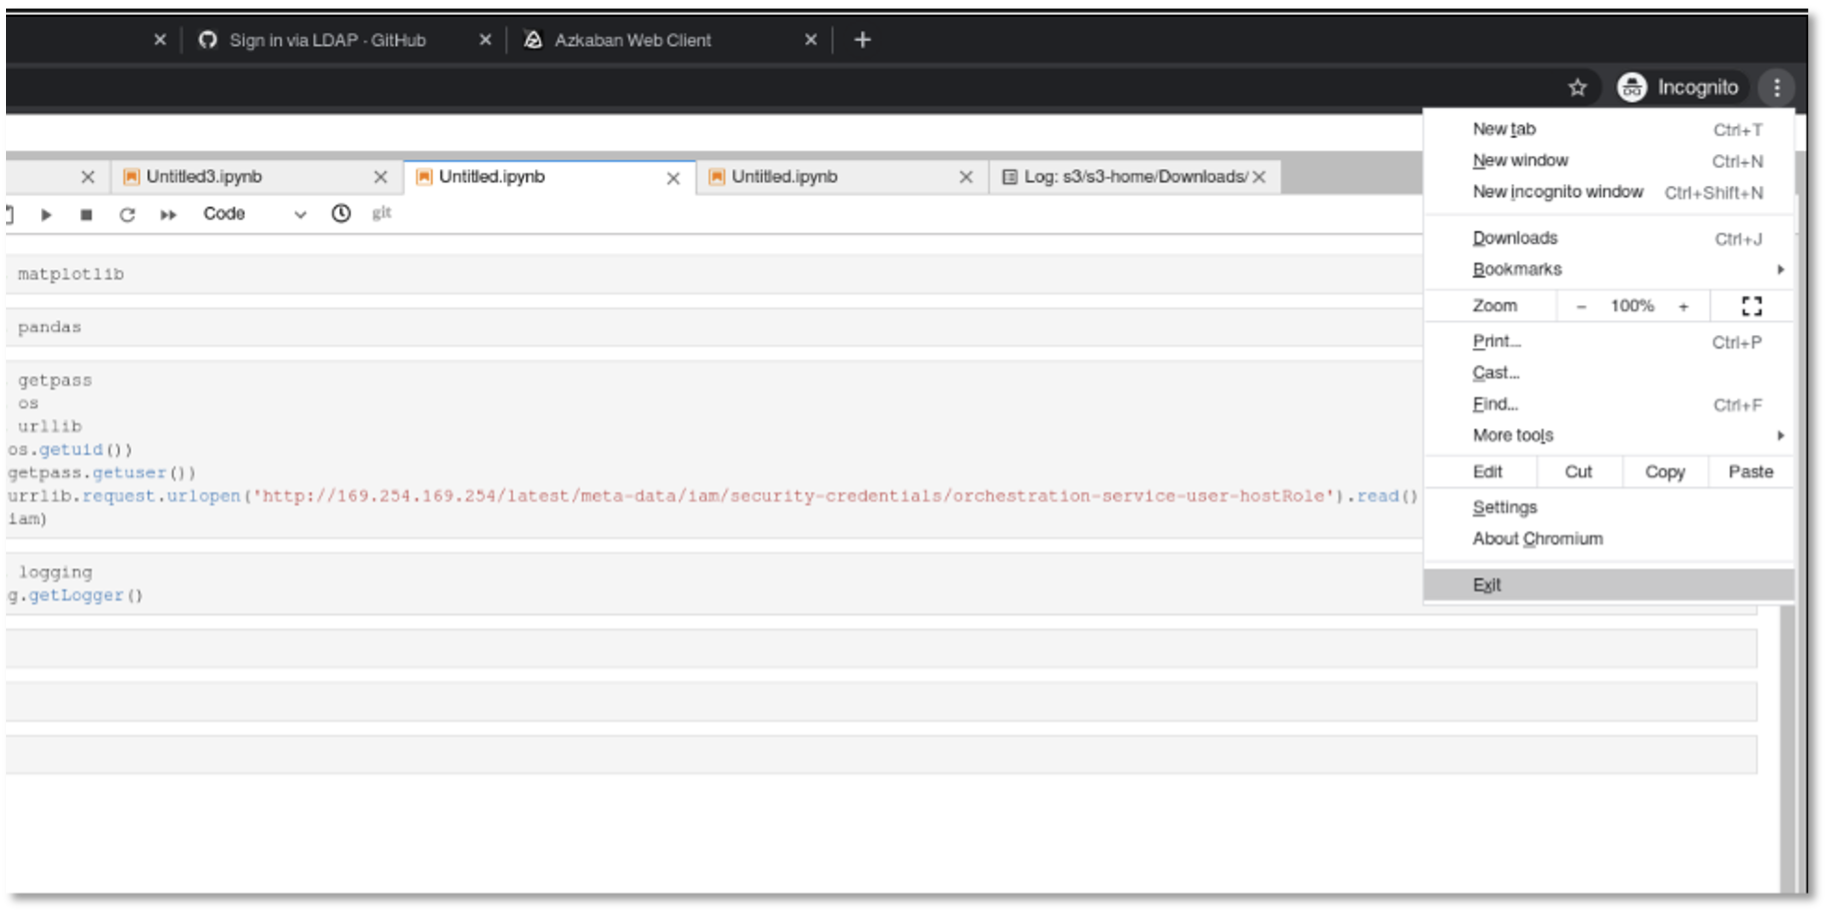 Sign in via LDAP - GitHub
Azkaban Web Client
Incognito
New tab Ctrl+T
New window Ctrl+N
New incognito window Ctrl+Shift+N
Downloads Ctrl+J
Bookmarks
Zoom - 100% +
Print... Ctrl+P
Cast...
Find... Ctrl+F
More tools
Edit Cut Copy Paste
Settings
About Chromium
Exit
Untitled3.ipynb
Untitled.ipynb
Untitled.ipynb
Log: s3/s3-home/Downloads/
Code
git
matplotlib
pandas
getpass
os
urllib
os.getuid())
getpass.getuser())
urrlib.request.urlopen('http://169.254.169.254/latest/meta-data/iam/security-credentials/orchestration-service-user-hostRole').read()
iam)
logging
g.getLogger()